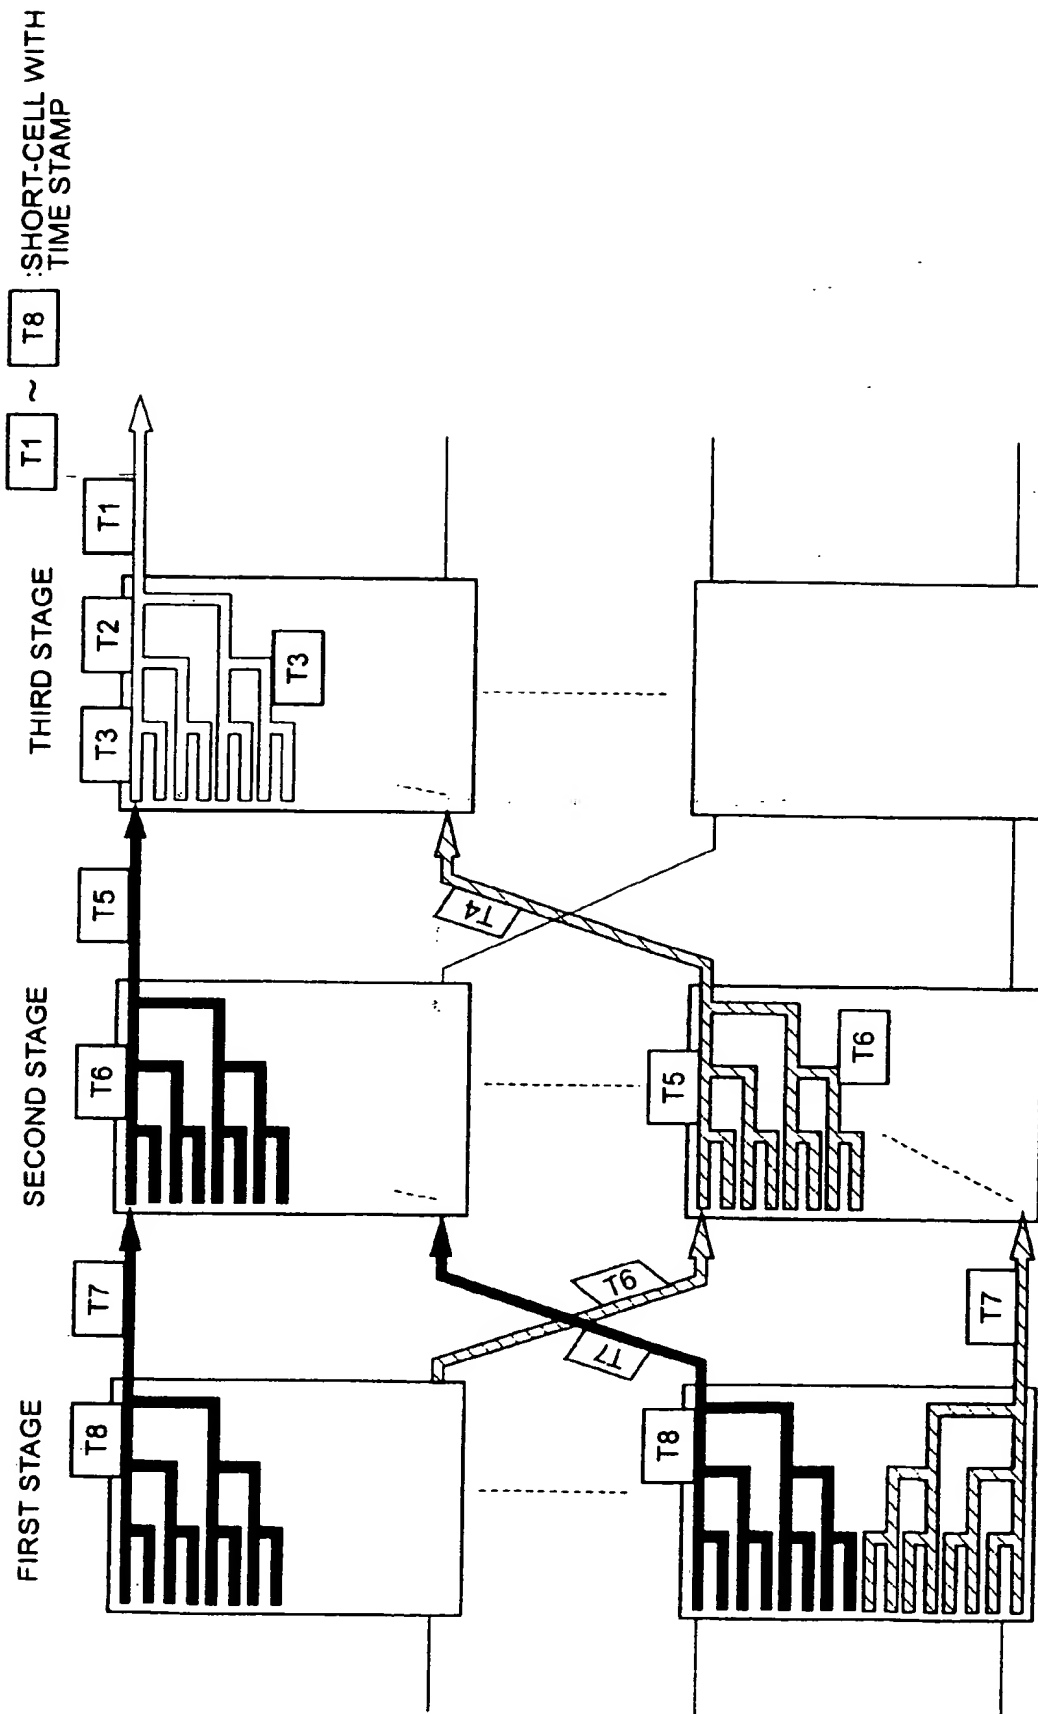 T1 ~ T8 :SHORT-CELL WITH
TIME STAMP
FIRST STAGE
SECOND STAGE
THIRD STAGE
T8
T7
T6
T5
T3
T2
T1
T3
T4
T7
T6
T5
T6
T8
T7